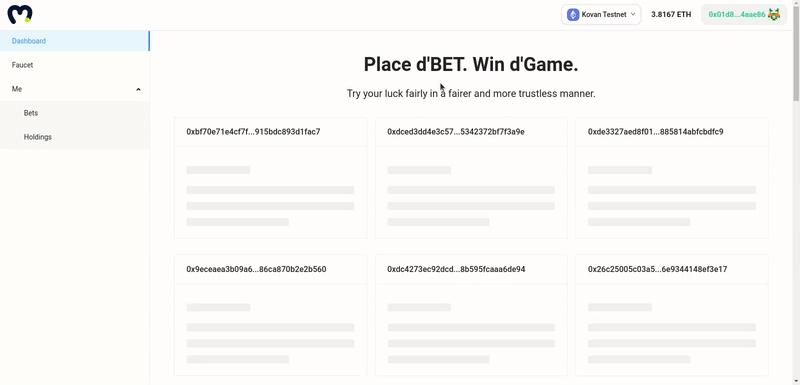 Kovan Testnet
3.8167 ETH
0x01d8...4aae86
Dashboard
Faucet
Me
Bets
Holdings
Place d'BET. Win d'Game.
Try your luck fairly in a fairer and more trustless manner.
0xbf70e71e4cf7f...915bdc893d1fac7
0xdced3dd4e3c57...5342372bf7f3a9e
0xde3327aed8f01...885814abfcbdfc9
0x9eceaea3b09a6...86ca870b2e2b560
0xdc4273ec92dcd...8b595fcaaa6de94
0x26c25005c03a5...6e9344148ef3e17